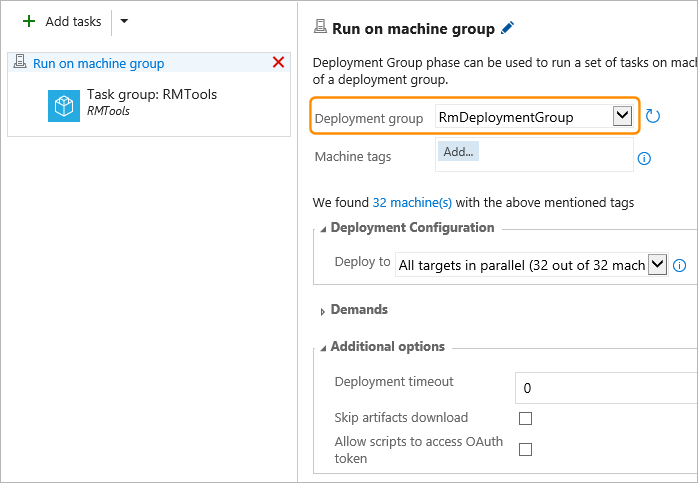 Add tasks
Run on machine group
Task group: RMTools
RMTools
Run on machine group
Deployment Group phase can be used to run a set of tasks on mach
of a deployment group.
Deployment group RmDeploymentGroup
Machine tags Add...
We found 32 machine(s) with the above mentioned tags
Deployment Configuration
Deploy to All targets in parallel (32 out of 32 mach
Demands
Additional options
Deployment timeout 0
Skip artifacts download
Allow scripts to access OAuth
token